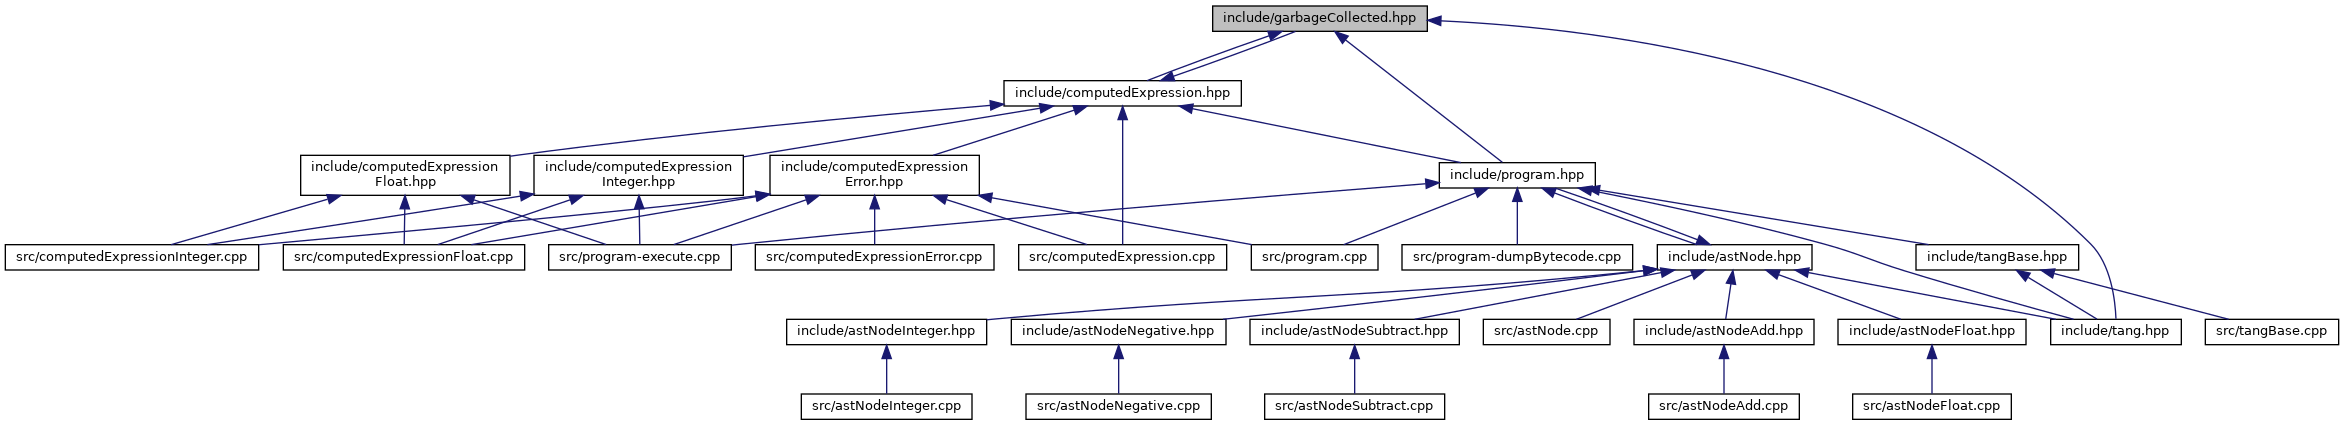 include/garbageCollected.hpp
include/computedExpression.hpp
include/computedExpression
Float.hpp
include/computedExpression
Integer.hpp
include/computedExpression
Error.hpp
include/program.hpp
src/computedExpressionInteger.cpp
src/computedExpressionFloat.cpp
src/program-execute.cpp
src/computedExpressionError.cpp
src/computedExpression.cpp
src/program.cpp
src/program-dumpBytecode.cpp
include/astNode.hpp
include/tangBase.hpp
include/astNodeInteger.hpp
include/astNodeNegative.hpp
include/astNodeSubtract.hpp
src/astNode.cpp
include/astNodeAdd.hpp
include/astNodeFloat.hpp
include/tang.hpp
src/tangBase.cpp
src/astNodeInteger.cpp
src/astNodeNegative.cpp
src/astNodeSubtract.cpp
src/astNodeAdd.cpp
src/astNodeFloat.cpp